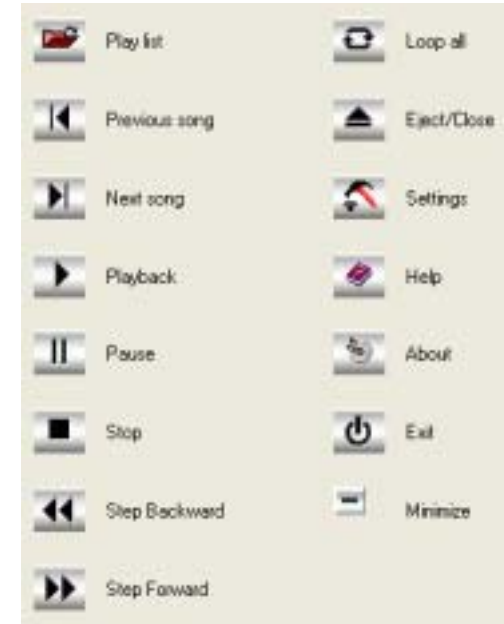 Play list
Previous song
Next song
Playback
Pause
Stop
Step Backward
Step Forward
Loop all
Eject/Close
Settings
Help
About
Exit
Minimize